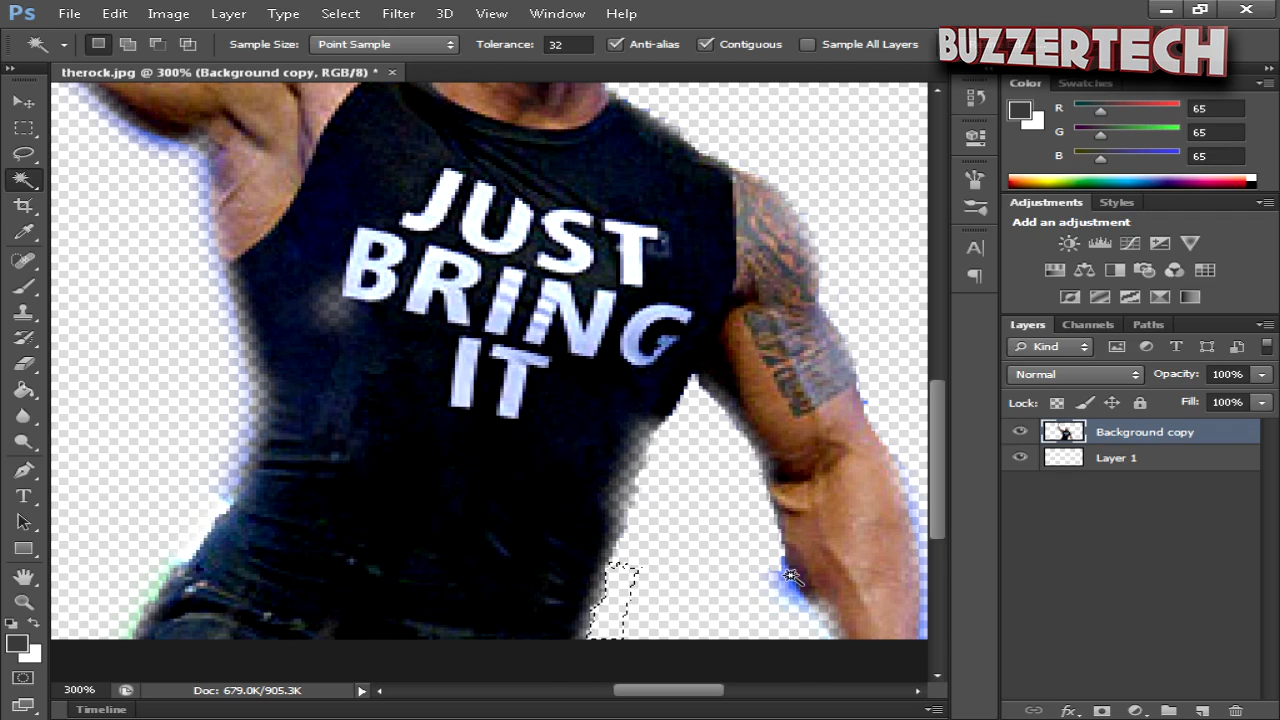 Ps File Edit Image Layer Type Select Filter 3D View Window Help
Sample Size: Point Sample Tolerance: 32 Anti-alias Contiguous Sample All Layers
BUZZERTECH
therock.jpg @ 300% (Background copy, RGB/8) * ×
Color Swatches
R 65
G 65
B 65
Adjustments Styles
Add an adjustment
Layers Channels Paths
Kind
Normal Opacity: 100%
Lock: Fill: 100%
Background copy
Layer 1
JUST
BRING
IT
300% Doc: 679.0K/905.3K
Timeline